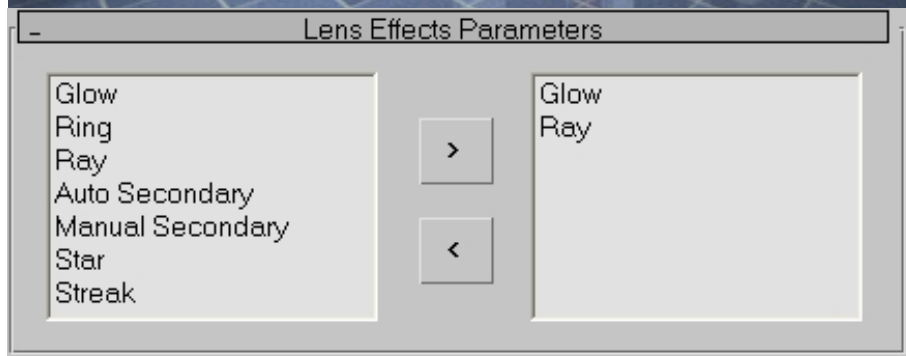 - Lens Effects Parameters
Glow
Ring
Ray
Auto Secondary
Manual Secondary
Star
Streak
>
<
Glow
Ray